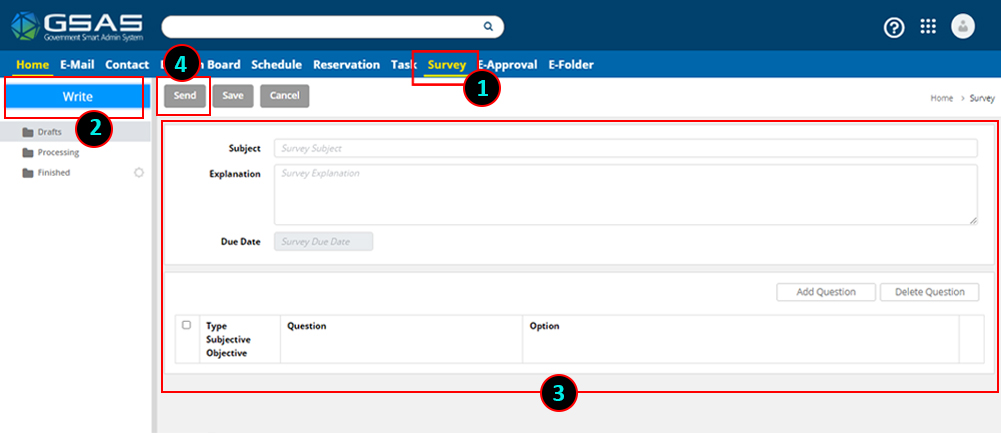 GSAS
Government Smart Admin System
Home E-Mail Contact Board Schedule Reservation Task Survey E-Approval E-Folder
4
1
Write
Send Save Cancel
Home > Survey
2
Drafts
Processing
Finished
Subject Survey Subject
Explanation Survey Explanation
Due Date Survey Due Date
Add Question Delete Question
Type Question Option
Subjective
Objective
3